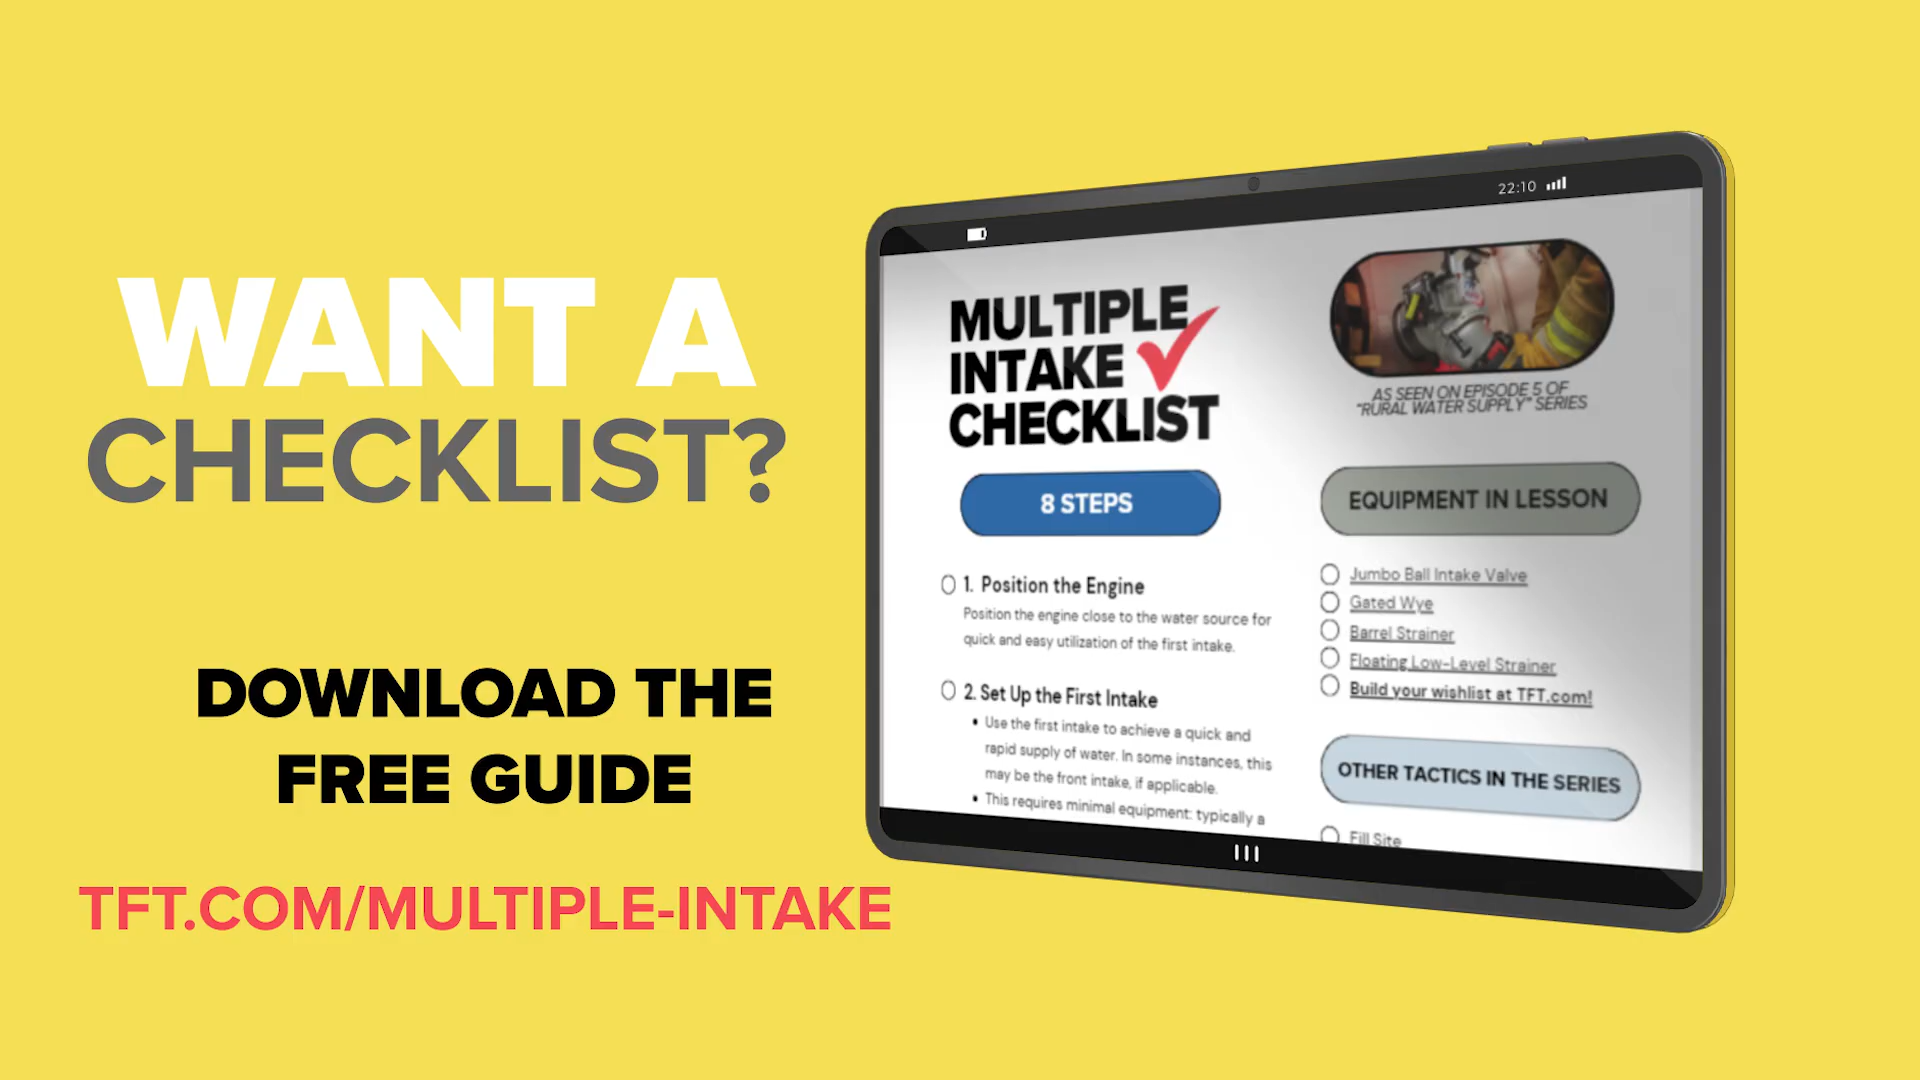 WANT A
CHECKLIST?
DOWNLOAD THE
FREE GUIDE
TFT.COM/MULTIPLE-INTAKE
22:10
MULTIPLE
INTAKE
CHECKLIST
8 STEPS
1. Position the Engine
Position the engine close to the water source for
quick and easy utilization of the first intake.
2. Set Up the First Intake
• Use the first intake to achieve a quick and
rapid supply of water. In some instances, this
may be the front intake, if applicable.
• This requires minimal equipment: typically a
AS SEEN ON EPISODE 5 OF
"RURAL WATER SUPPLY" SERIES
EQUIPMENT IN LESSON
Jumbo Ball Intake Valve
Gated Wye
Barrel Strainer
Floating Low-Level Strainer
Build your wishlist at TFT.com!
OTHER TACTICS IN THE SERIES
Fill Site